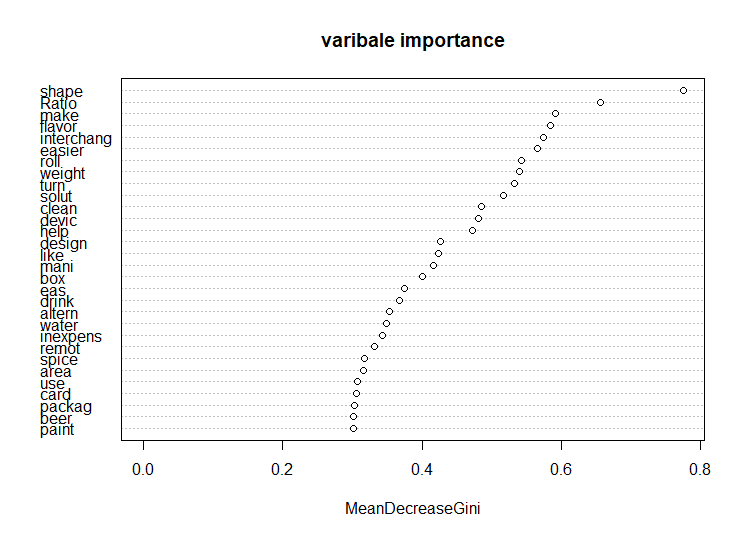 varibale importance
shape
Ratio
make
flavor
interchang
easier
roll
weight
turn
solut
clean
devic
help
design
like
mani
box
eas
drink
altern
water
inexpens
remot
spice
area
use
card
packag
beer
paint
0.0 0.2 0.4 0.6 0.8
MeanDecreaseGini